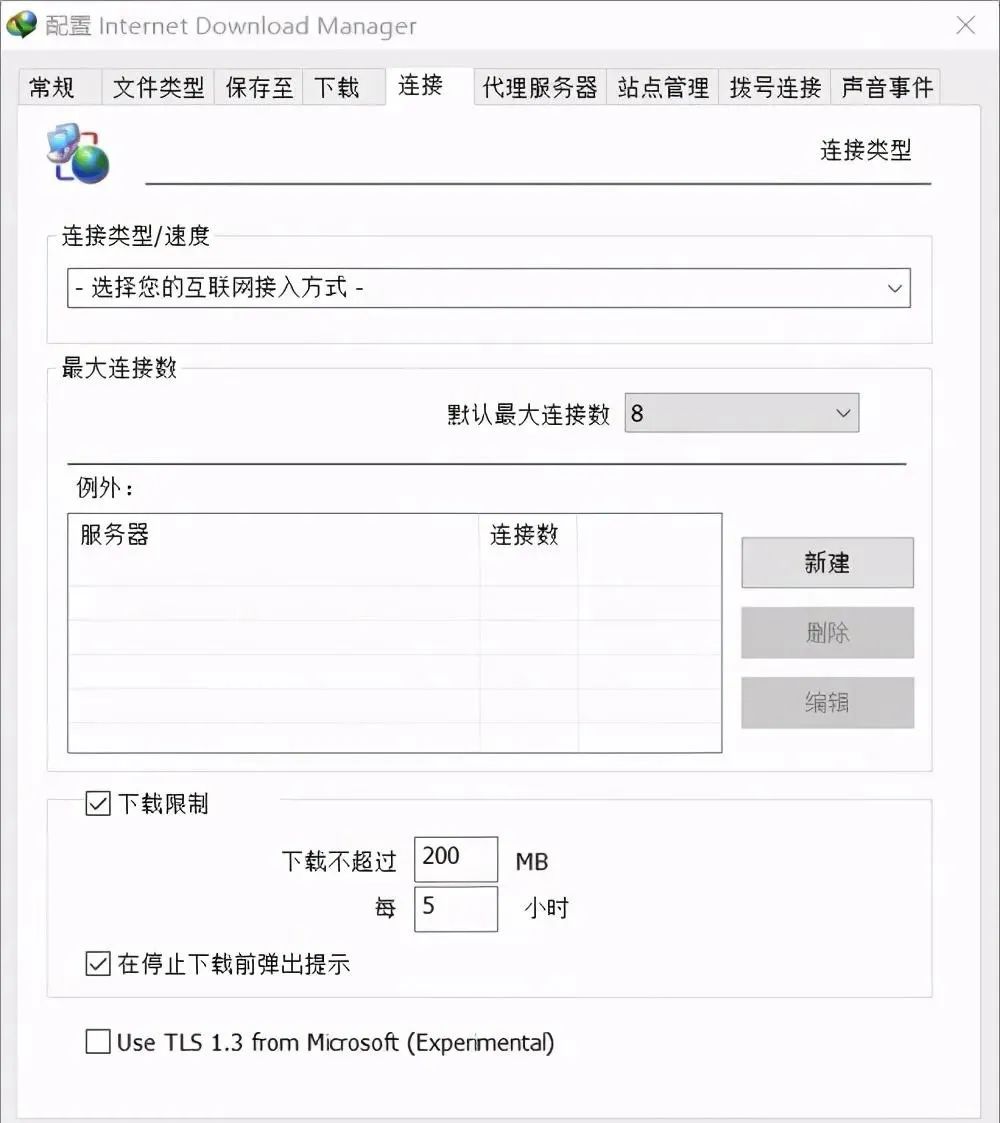 配置 Internet Download Manager
常规 文件类型 保存至 下载 连接 代理服务器 站点管理 拨号连接 声音事件
连接类型
连接类型/速度
- 选择您的互联网接入方式 -
最大连接数
默认最大连接数 8
例外：
服务器 连接数
新建
删除
编辑
下载限制
下载不超过 200 MB
每 5 小时
在停止下载前弹出提示
Use TLS 1.3 from Microsoft (Experimental)